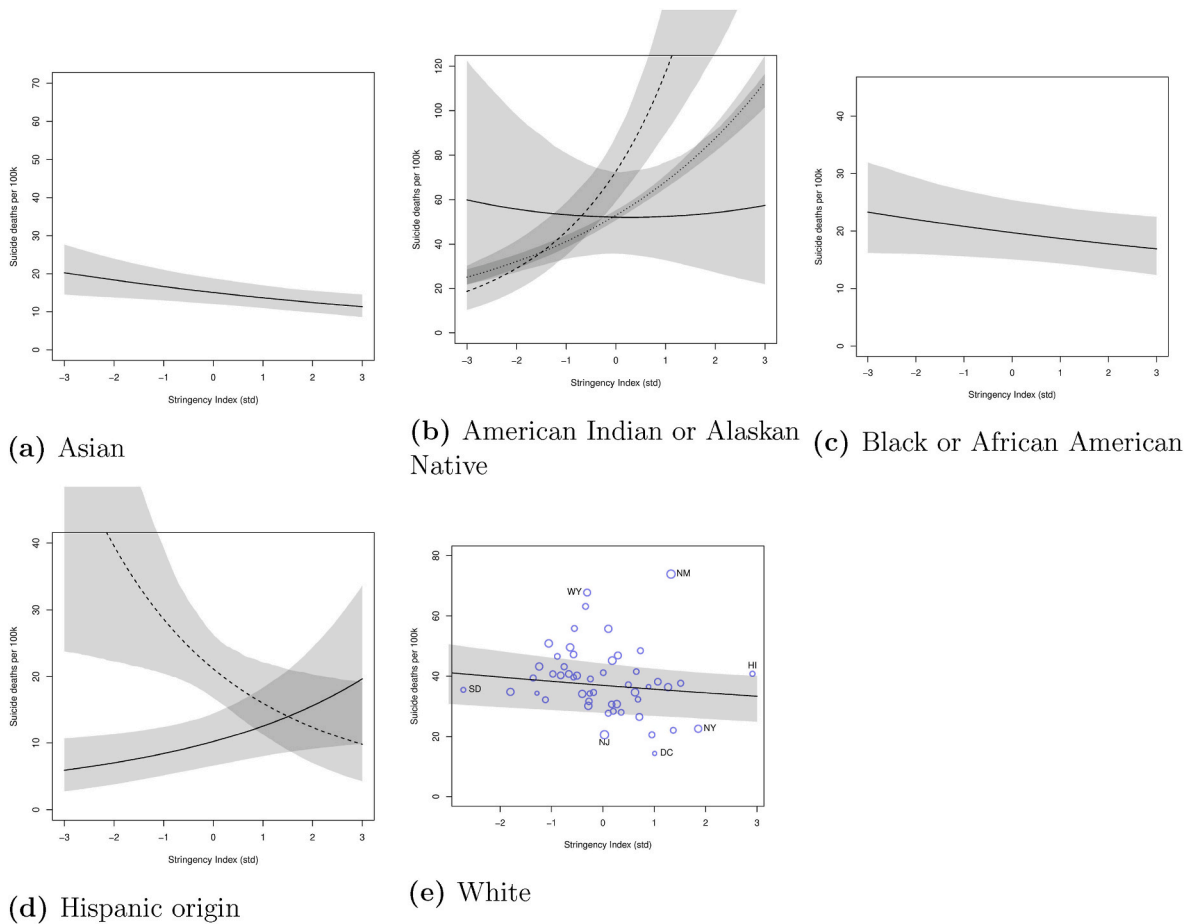 70
60
50
40
30
20
10
0
Suicide deaths per 100k
−3 −2 −1 0 1 2 3
Stringency Index (std)
(a) Asian
120
100
80
60
40
20
0
Suicide deaths per 100k
−3 −2 −1 0 1 2 3
Stringency Index (std)
(b) American Indian or Alaskan
Native
40
30
20
10
0
Suicide deaths per 100k
−3 −2 −1 0 1 2 3
Stringency Index (std)
(c) Black or African American
40
30
20
10
0
Suicide deaths per 100k
−3 −2 −1 0 1 2 3
Stringency Index (std)
(d) Hispanic origin
80
60
40
20
0
Suicide deaths per 100k
NM
WY
HI
SD
NJ
NY
DC
−2 −1 0 1 2 3
Stringency Index (std)
(e) White